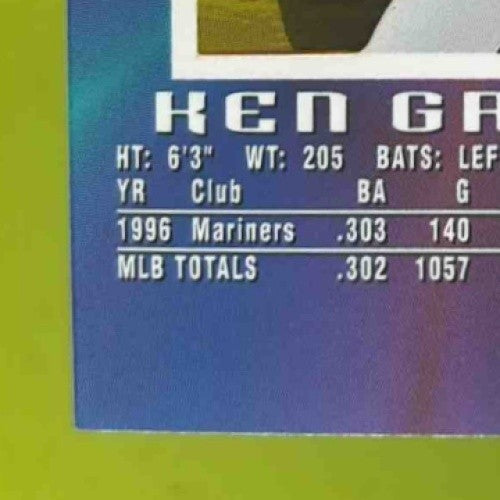 KEN GR
HT: 6'3" WT: 205 BATS: LEF
YR Club BA G
1996 Mariners .303 140
MLB TOTALS .302 1057